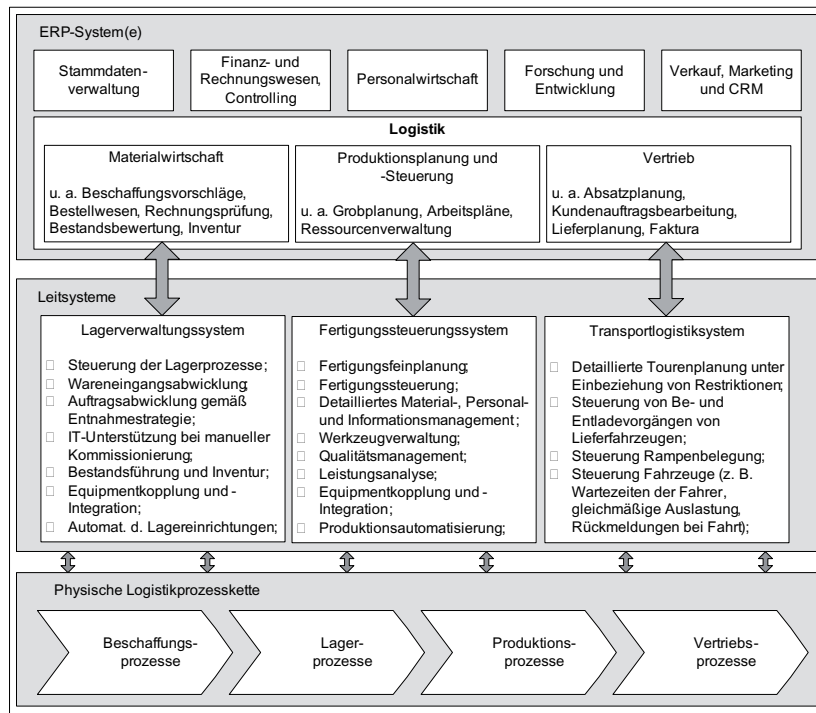 ERP-System(e)
Stammdaten-
verwaltung
Finanz- und
Rechnungswesen,
Controlling
Personalwirtschaft
Forschung und
Entwicklung
Verkauf, Marketing
und CRM
Logistik
Materialwirtschaft
u. a. Beschaffungsvorschläge,
Bestellwesen, Rechnungsprüfung,
Bestandsbewertung, Inventur
Produktionsplanung und
-Steuerung
u. a. Grobplanung, Arbeitspläne,
Ressourcenverwaltung
Vertrieb
u. a. Absatzplanung,
Kundenauftragsbearbeitung,
Lieferplanung, Faktura
Leitsysteme
Lagerverwaltungssystem
Steuerung der Lagerprozesse;
Wareneingangsabwicklung;
Auftragsabwicklung gemäß
Entnahmestrategie;
IT-Unterstützung bei manueller
Kommissionierung;
Bestandsführung und Inventur;
Equipmentkopplung und -
Integration;
Automat. d. Lagereinrichtungen;
Fertigungssteuerungssystem
Fertigungsfeinplanung;
Fertigungssteuerung;
Detailliertes Material-, Personal-
und Informationsmanagement;
Werkzeugverwaltung;
Qualitätsmanagement;
Leistungsanalyse;
Equipmentkopplung und -
Integration;
Produktionsautomatisierung;
Transportlogistiksystem
Detaillierte Tourenplanung unter
Einbeziehung von Restriktionen;
Steuerung von Be- und
Entladevorgängen von
Lieferfahrzeugen;
Steuerung Rampenbelegung;
Steuerung Fahrzeuge (z. B.
Wartezeiten der Fahrer,
gleichmäßige Auslastung,
Rückmeldungen bei Fahrt);
Physische Logistikprozesskette
Beschaffungs-
prozesse
Lager-
prozesse
Produktions-
prozesse
Vertriebs-
prozesse